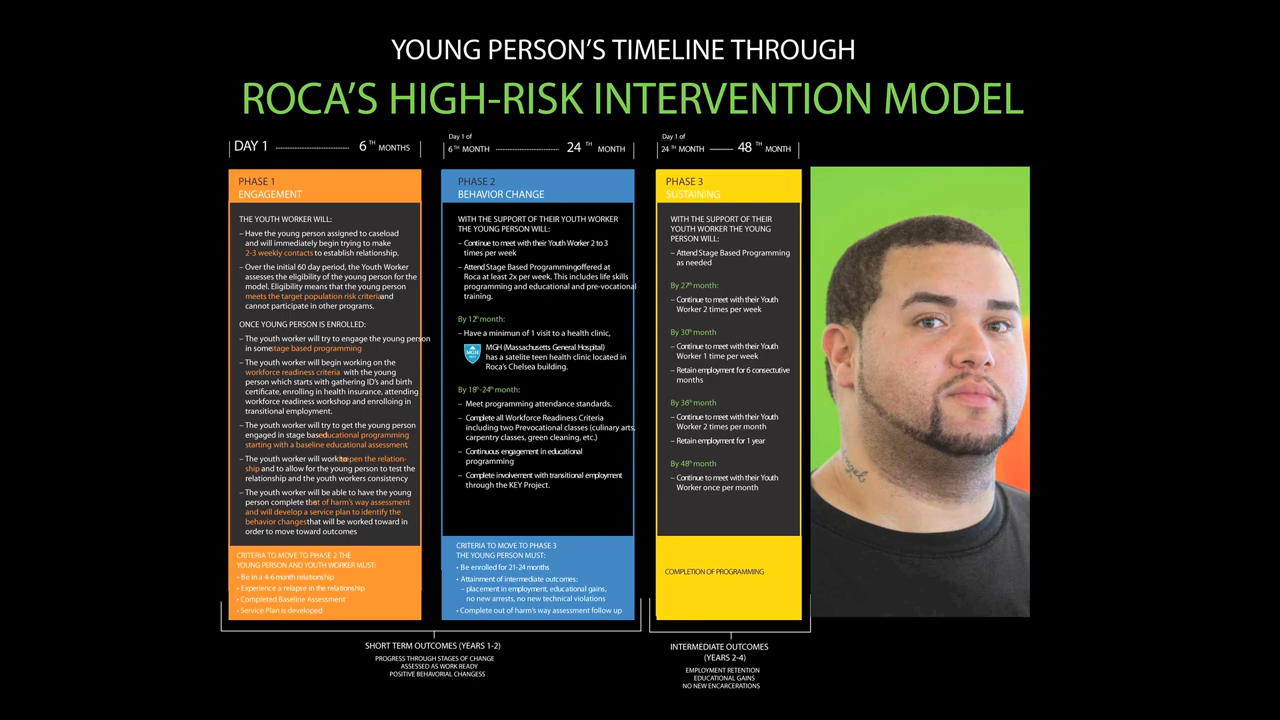 YOUNG PERSON'S TIMELINE THROUGH
ROCA'S HIGH-RISK INTERVENTION MODEL
DAY 1 6 TH MONTHS
Day 1 of
6 TH MONTH 24 TH MONTH
Day 1 of
24 TH MONTH 48 TH MONTH
PHASE 1
ENGAGEMENT
THE YOUTH WORKER WILL:
– Have the young person assigned to caseload
and will immediately begin trying to make
2-3 weekly contacts to establish relationship.
– Over the initial 60 day period, the Youth Worker
assesses the eligibility of the young person for the
model. Eligibility means that the young person
meets the target population risk criteria and
cannot participate in other programs.
ONCE YOUNG PERSON IS ENROLLED:
– The youth worker will try to engage the young person
in some stage based programming
– The youth worker will begin working on the
workforce readiness criteria with the young
person which starts with gathering ID's and birth
certificate, enrolling in health insurance, attending
workforce readiness workshop and enrolloing in
transitional employment.
– The youth worker will try to get the young person
engaged in stage based educational programming
starting with a baseline educational assessment.
– The youth worker will work to deepen the relation-
ship and to allow for the young person to test the
relationship and the youth workers consistency
– The youth worker will be able to have the young
person complete the out of harm's way assessment
and will develop a service plan to identify the
behavior changes that will be worked toward in
order to move toward outcomes
CRITERIA TO MOVE TO PHASE 2 THE
YOUNG PERSON AND YOUTH WORKER MUST:
• Be in a 4-6 month relationship
• Experience a relapse in the relationship
• Completed Baseline Assessment
• Service Plan is developed
PHASE 2
BEHAVIOR CHANGE
WITH THE SUPPORT OF THEIR YOUTH WORKER
THE YOUNG PERSON WILL:
– Continue to meet with their Youth Worker 2 to 3
times per week
– Attend Stage Based Programming offered at
Roca at least 2x per week. This includes life skills
programming and educational and pre-vocational
training.
By 12th month:
– Have a minimun of 1 visit to a health clinic,
MGH
MGH (Massachusetts General Hospital)
has a satelite teen health clinic located in
Roca's Chelsea building.
By 18th-24th month:
– Meet programming attendance standards.
– Complete all Workforce Readiness Criteria
including two Prevocational classes (culinary arts,
carpentry classes, green cleaning, etc.)
– Continuous engagement in educational
programming
– Complete involvement with transitional employment
through the KEY Project.
CRITERIA TO MOVE TO PHASE 3
THE YOUNG PERSON MUST:
• Be enrolled for 21-24 months
• Attainment of intermediate outcomes:
– placement in employment, educational gains,
no new arrests, no new technical violations
• Complete out of harm's way assessment follow up
PHASE 3
SUSTAINING
WITH THE SUPPORT OF THEIR
YOUTH WORKER THE YOUNG
PERSON WILL:
– Attend Stage Based Programming
as needed
By 27th month:
– Continue to meet with their Youth
Worker 2 times per week
By 30th month
– Continue to meet with their Youth
Worker 1 time per week
– Retain employment for 6 consecutive
months
By 36th month
– Continue to meet with their Youth
Worker 2 times per month
– Retain employment for 1 year
By 48th month
– Continue to meet with their Youth
Worker once per month
COMPLETION OF PROGRAMMING
SHORT TERM OUTCOMES (YEARS 1-2)
PROGRESS THROUGH STAGES OF CHANGE
ASSESSED AS WORK READY
POSITIVE BEHAVORIAL CHANGESS
INTERMEDIATE OUTCOMES
(YEARS 2-4)
EMPLOYMENT RETENTION
EDUCATIONAL GAINS
NO NEW ENCARCERATIONS